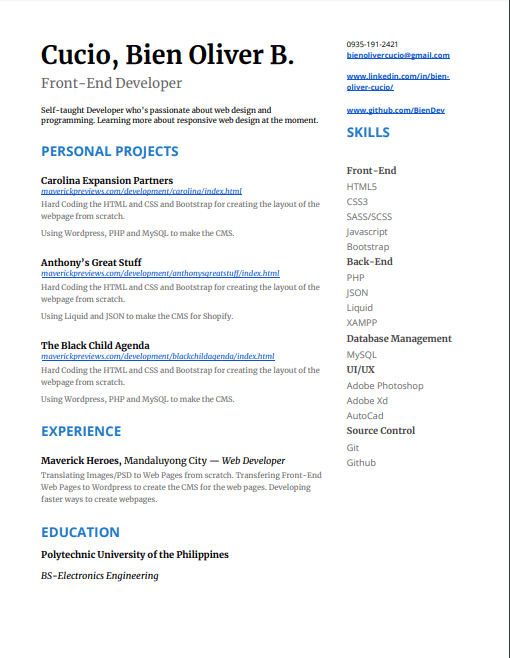 Cucio, Bien Oliver B.
Front-End Developer
Self-taught Developer who's passionate about web design and
programming. Learning more about responsive web design at the moment.
PERSONAL PROJECTS
Carolina Expansion Partners
maverickpreviews.com/development/carolina/index.html
Hard Coding the HTML and CSS and Bootstrap for creating the layout of the
webpage from scratch.
Using Wordpress, PHP and MySQL to make the CMS.
Anthony's Great Stuff
maverickpreviews.com/development/anthonysgreatstuff/index.html
Hard Coding the HTML and CSS and Bootstrap for creating the layout of the
webpage from scratch.
Using Liquid and JSON to make the CMS for Shopify.
The Black Child Agenda
maverickpreviews.com/development/blackchildagenda/index.html
Hard Coding the HTML and CSS and Bootstrap for creating the layout of the
webpage from scratch.
Using Wordpress, PHP and MySQL to make the CMS.
EXPERIENCE
Maverick Heroes, Mandaluyong City — Web Developer
Translating Images/PSD to Web Pages from scratch. Transfering Front-End
Web Pages to Wordpress to create the CMS for the web pages. Developing
faster ways to create webpages.
EDUCATION
Polytechnic University of the Philippines
BS-Electronics Engineering
0935-191-2421
bienolivercucio@gmail.com
www.linkedin.com/in/bien-
oliver-cucio/
www.github.com/BienDev
SKILLS
Front-End
HTML5
CSS3
SASS/SCSS
Javascript
Bootstrap
Back-End
PHP
JSON
Liquid
XAMPP
Database Management
MySQL
UI/UX
Adobe Photoshop
Adobe Xd
AutoCad
Source Control
Git
Github